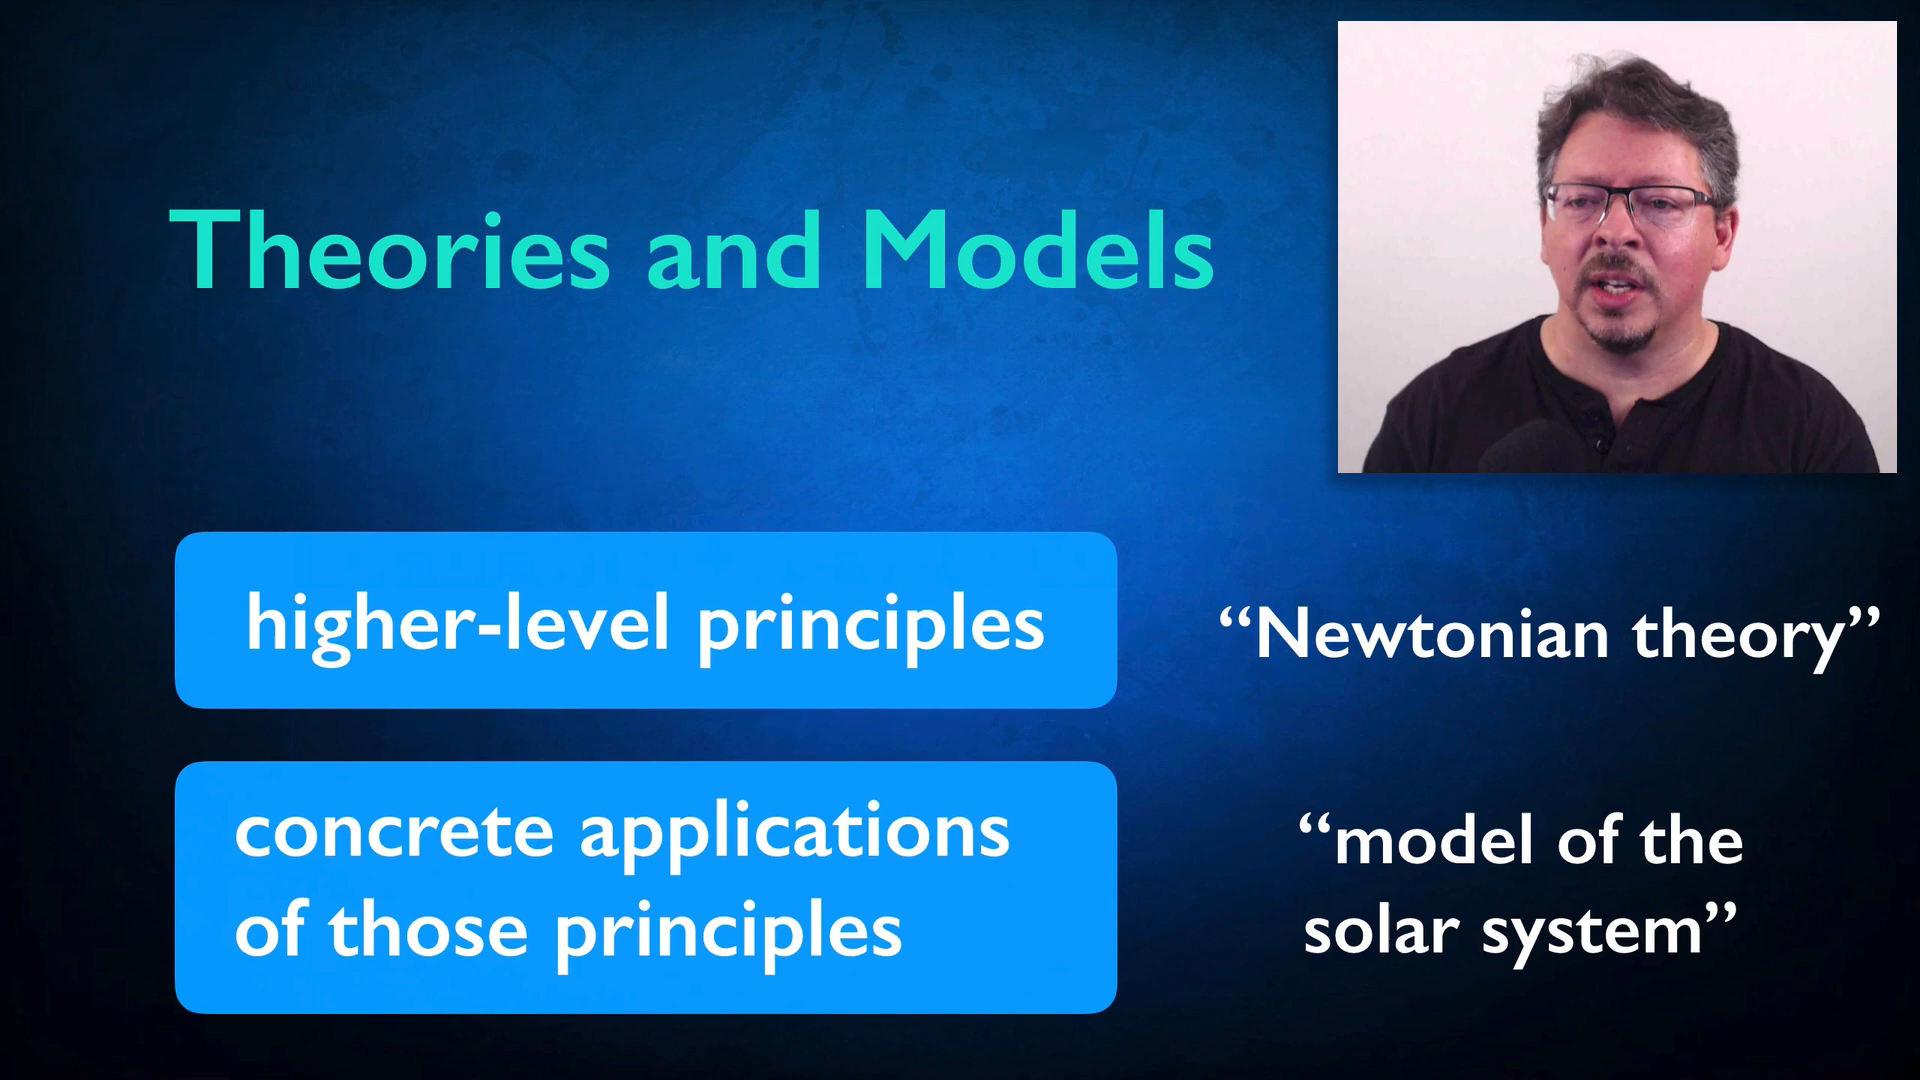 Theories and Models
higher-level principles
“Newtonian theory”
concrete applications
of those principles
“model of the
solar system”